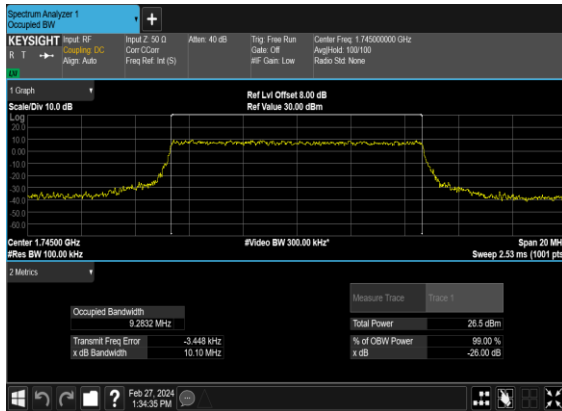 Spectrum Analyzer 1
Occupied BW
+
KEYSIGHT Input: RF Input Z: 50 Ω Atten: 40 dB Trig: Free Run Center Freq: 1.745000000 GHz
R T Coupling: DC Corr CCorr Gate: Off Avg|Hold: 100/100
Align: Auto Freq Ref: Int (S) #IF Gain: Low Radio Std: None
LXI
1 Graph
Ref Lvl Offset 8.00 dB
Scale/Div 10.0 dB Ref Value 30.00 dBm
Log
20.0
10.0
0.00
-10.0
-20.0
-30.0
-40.0
-50.0
-60.0
Center 1.74500 GHz #Video BW 300.00 kHz* Span 20 MH
#Res BW 100.00 kHz Sweep 2.53 ms (1001 pts
2 Metrics
Measure Trace Trace 1
Occupied Bandwidth
9.2832 MHz Total Power 26.5 dBm
Transmit Freq Error -3.448 kHz % of OBW Power 99.00 %
x dB Bandwidth 10.10 MHz x dB -26.00 dB
? Feb 27, 2024
1:34:35 PM